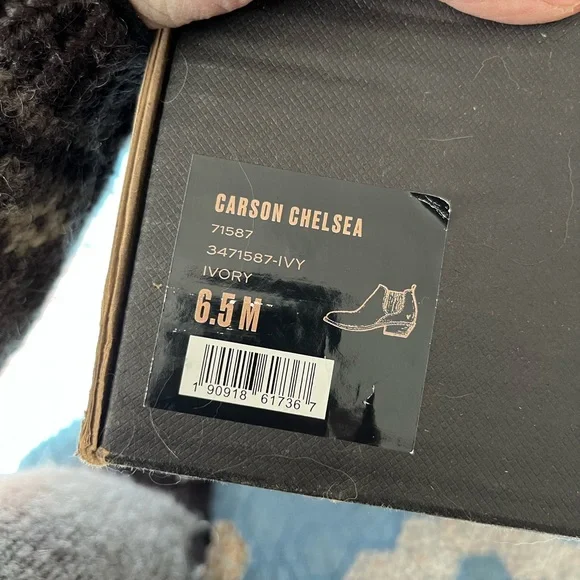 CARSON CHELSEA
71587
3471587-IVY
IVORY
6.5 M
1 90918 61736 7